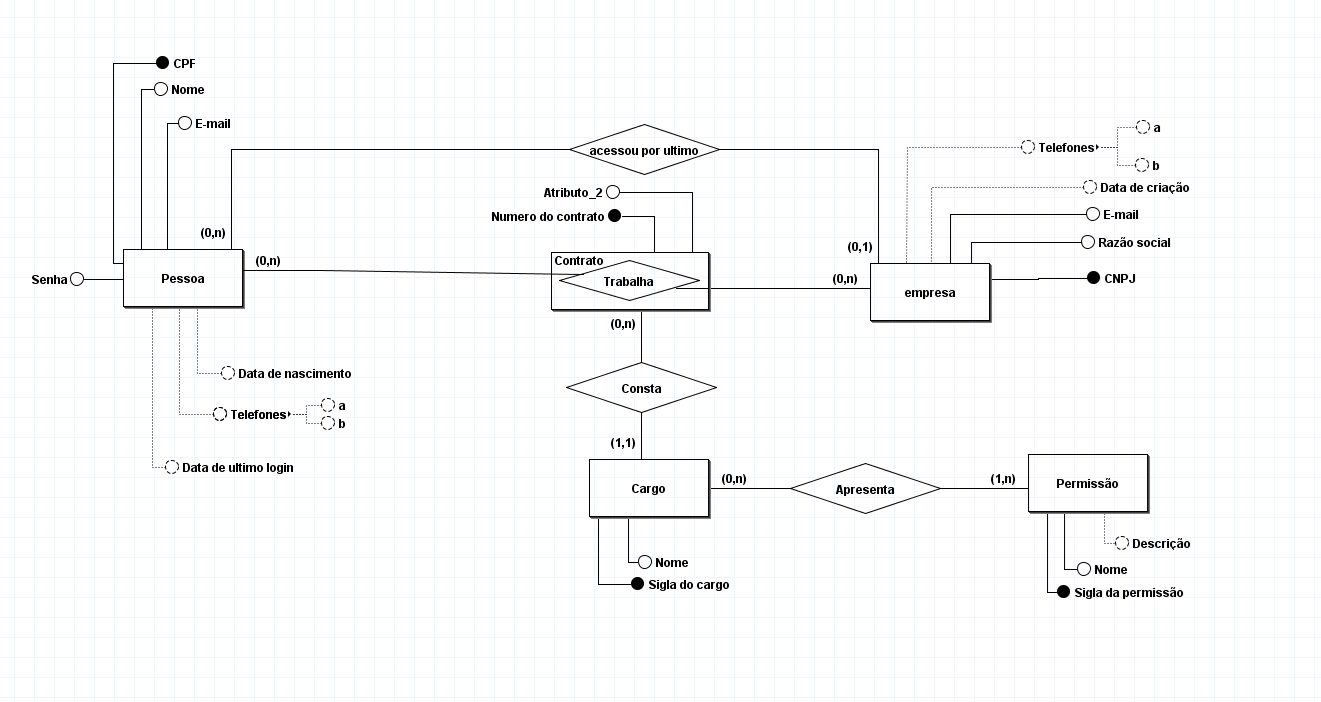 CPF
Nome
E-mail
acessou por ultimo
Telefones
a
b
Data de criação
Atributo_2
E-mail
Numero do contrato
(0,n)
(0,1)
Razão social
Contrato
(0,n)
Senha
Pessoa
Trabalha
(0,n)
CNPJ
empresa
(0,n)
Data de nascimento
Consta
Telefones
a
b
(1,1)
Data de ultimo login
Cargo
(0,n)
Apresenta
(1,n)
Permissão
Descrição
Nome
Nome
Sigla do cargo
Sigla da permissão